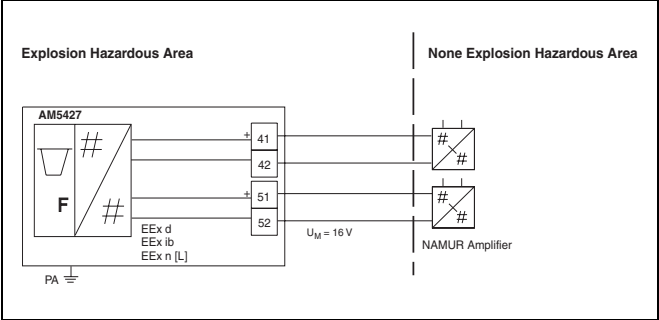 Explosion Hazardous Area
None Explosion Hazardous Area
AM5427
#
#
F
+ 41
42
+ 51
52
EEx d
EEx ib
EEx n [L]
U_M = 16 V
#
#
#
#
NAMUR Amplifier
PA